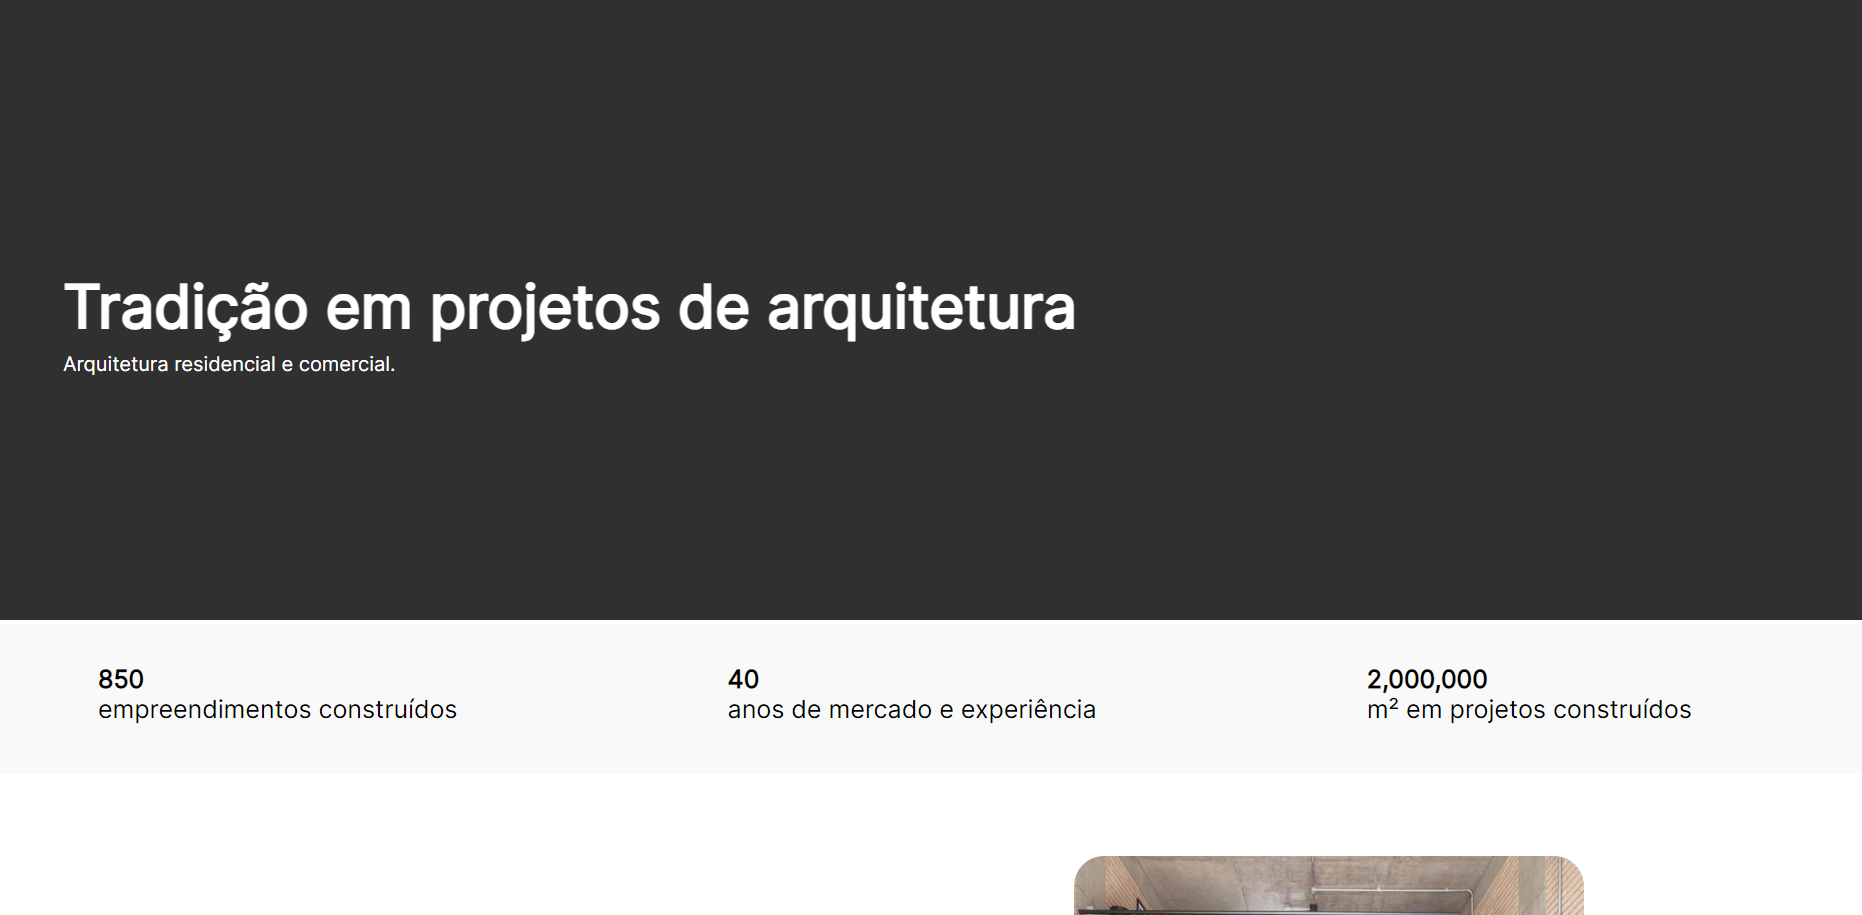 Tradição em projetos de arquitetura
Arquitetura residencial e comercial.
850
empreendimentos construídos
40
anos de mercado e experiência
2,000,000
m² em projetos construídos